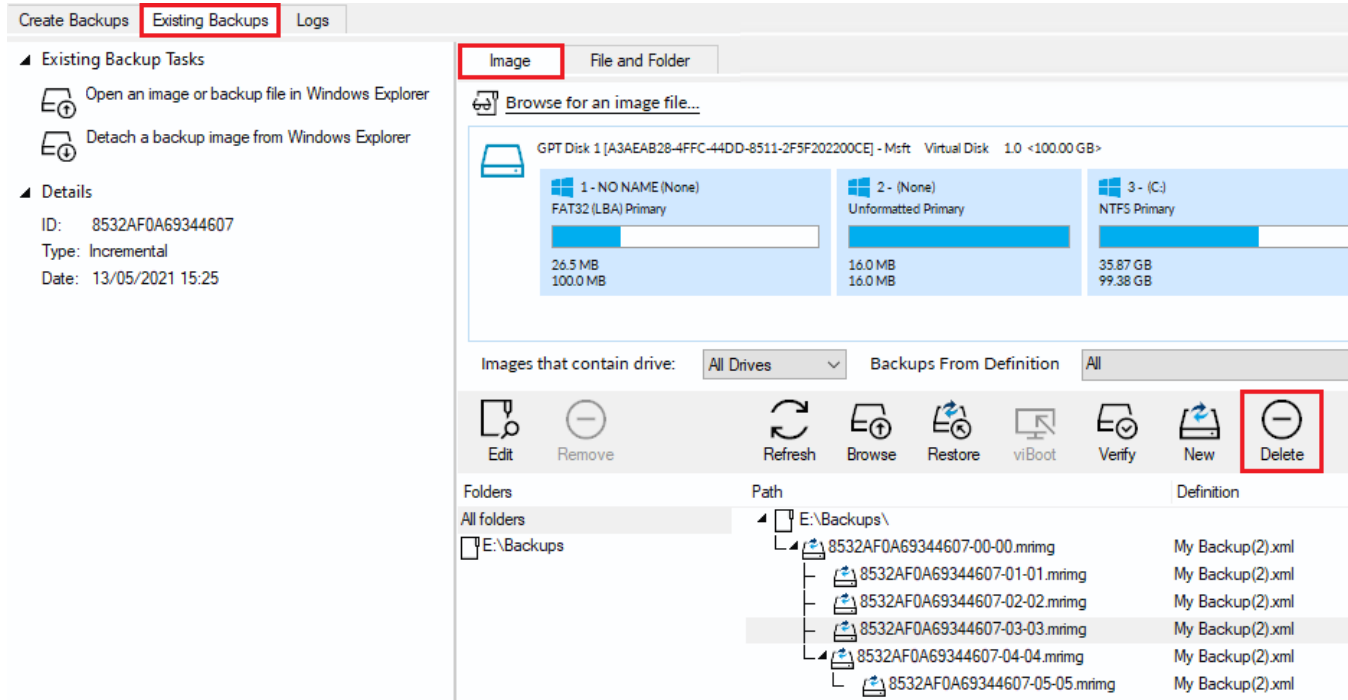 Create Backups Existing Backups Logs
Existing Backup Tasks
Open an image or backup file in Windows Explorer
Detach a backup image from Windows Explorer
Details
ID: 8532AF0A69344607
Type: Incremental
Date: 13/05/2021 15:25
Image File and Folder
Browse for an image file...
GPT Disk 1 [A3AEAB28-4FFC-44DD-8511-2F5F202200CE] - Msft Virtual Disk 1.0 <100.00 GB>
1 - NO NAME (None)
FAT32 (LBA) Primary
26.5 MB
100.0 MB
2 - (None)
Unformatted Primary
16.0 MB
16.0 MB
3 - (C:)
NTFS Primary
35.87 GB
99.38 GB
Images that contain drive: All Drives Backups From Definition All
Edit Remove Refresh Browse Restore viBoot Verify New Delete
Folders
All folders
E:\Backups
Path Definition
E:\Backups\
8532AF0A69344607-00-00.mrimg My Backup(2).xml
8532AF0A69344607-01-01.mrimg My Backup(2).xml
8532AF0A69344607-02-02.mrimg My Backup(2).xml
8532AF0A69344607-03-03.mrimg My Backup(2).xml
8532AF0A69344607-04-04.mrimg My Backup(2).xml
8532AF0A69344607-05-05.mrimg My Backup(2).xml